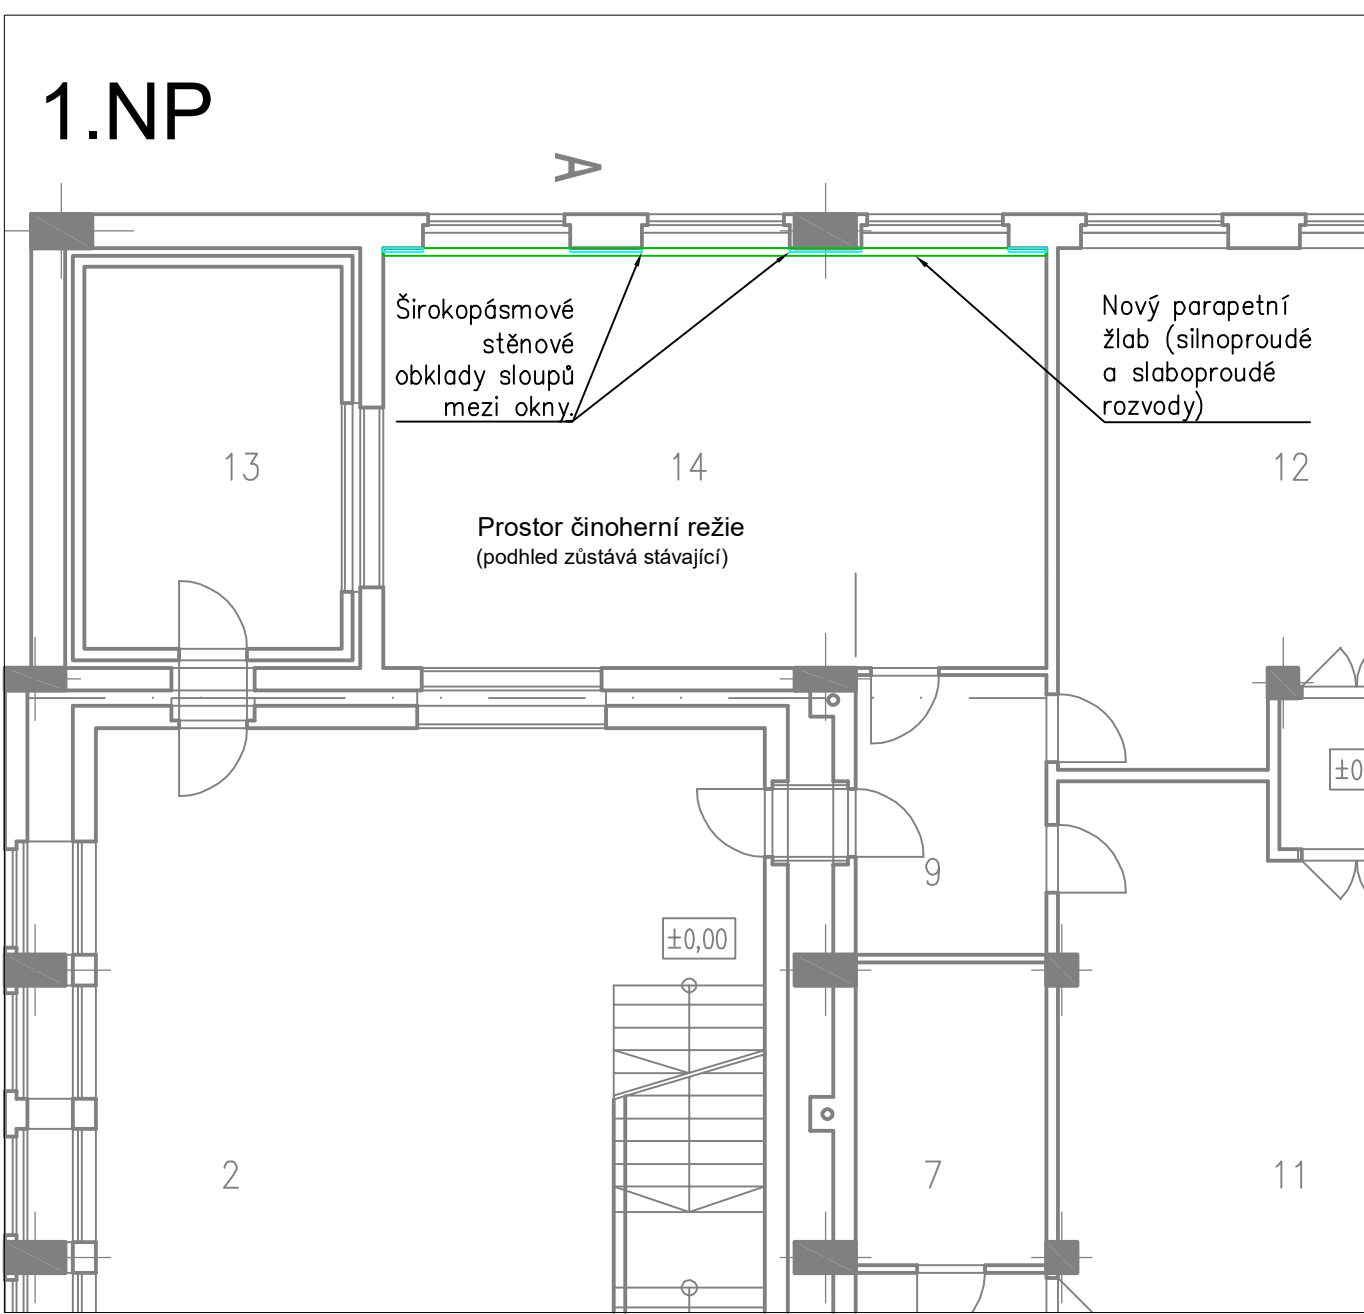 1.NP
A
Širokopásmové
stěnové
obklady sloupů
mezi okny.
Nový parapetní
žlab (silnoproudé
a slaboproudé
rozvody)
13
14
12
Prostor činoherní režie
(podhled zůstává stávající)
±0
9
±0,00
2
7
11